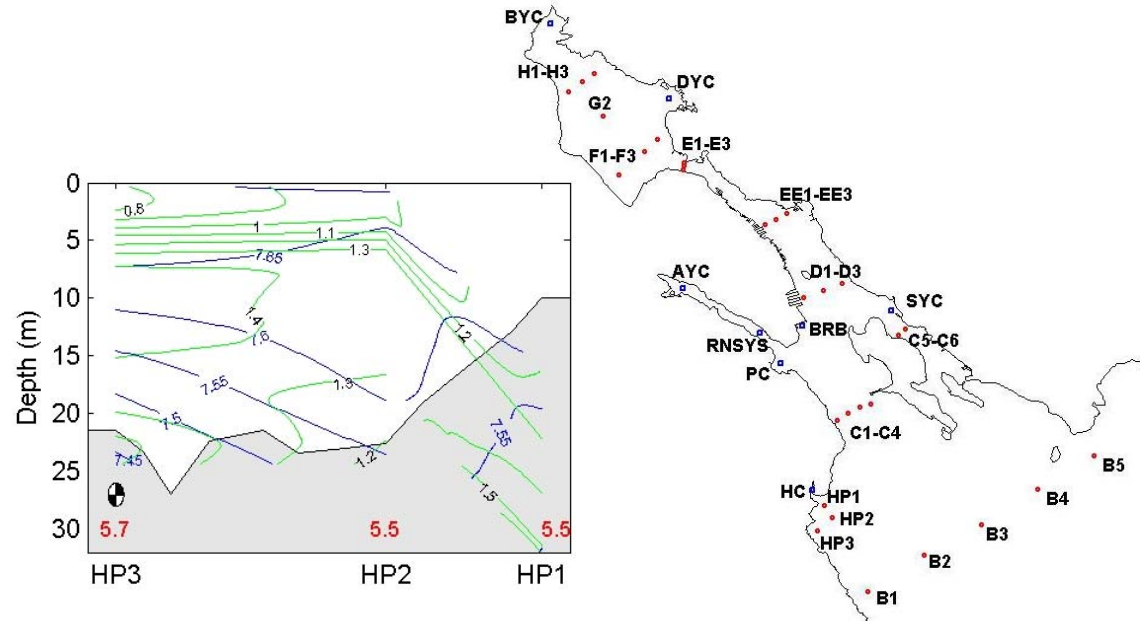 BYC
H1-H3
DYC
G2
F1-F3
E1-E3
EE1-EE3
AYC
D1-D3
SYC
RNSYS
BRB
C5-C6
PC
C1-C4
B5
HC
HP1
B4
HP2
HP3
B3
B2
B1
0
5
10
15
20
25
30
Depth (m)
0.8
1
1.1
1.3
7.65
1.4
7.6
1.2
7.55
1.3
7.5
7.55
7.45
1.2
1.5
5.7
5.5
5.5
HP3
HP2
HP1